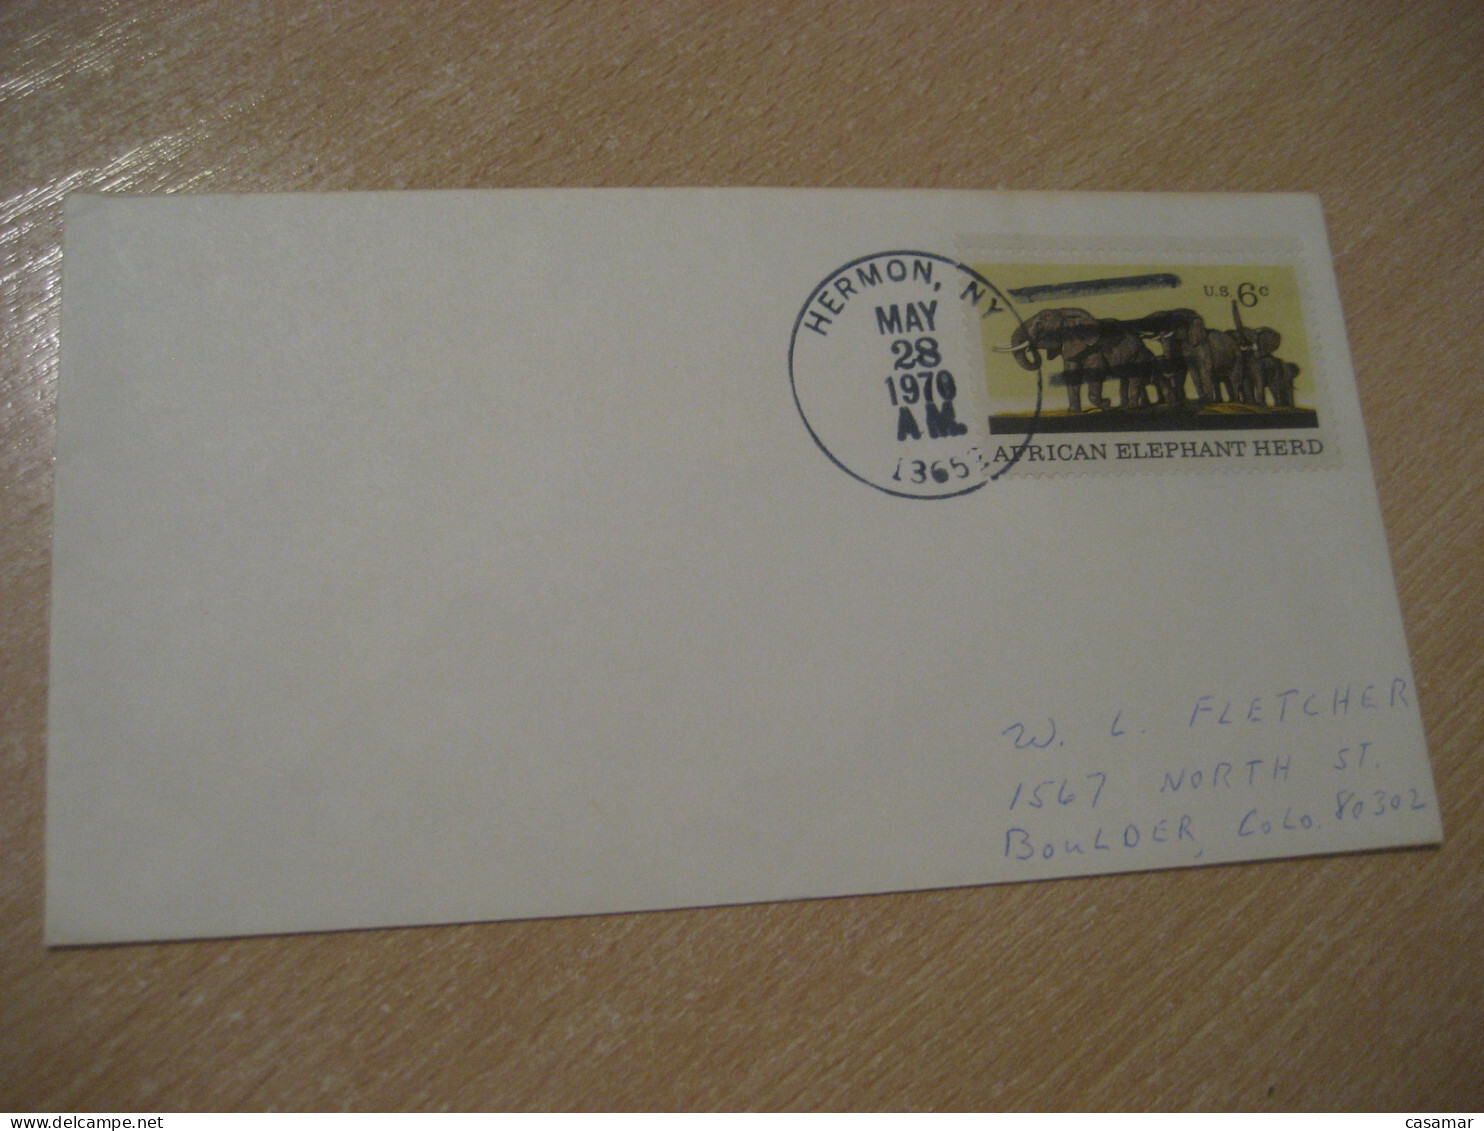 HERMON, NY
MAY
28
1970
A M.
13652
U.S. 6c
AFRICAN ELEPHANT HERD
W. L. FLETCHER
1567 NORTH ST.
BOULDER, COLO. 80302
casamar
www.delcampe.net